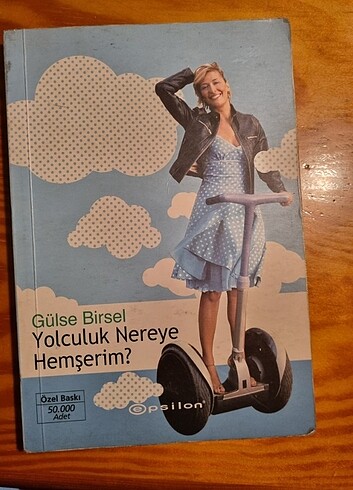 Gülse Birsel
Yolculuk Nereye
Hemşerim?
Özel Baskı
50.000
Adet
epsilon